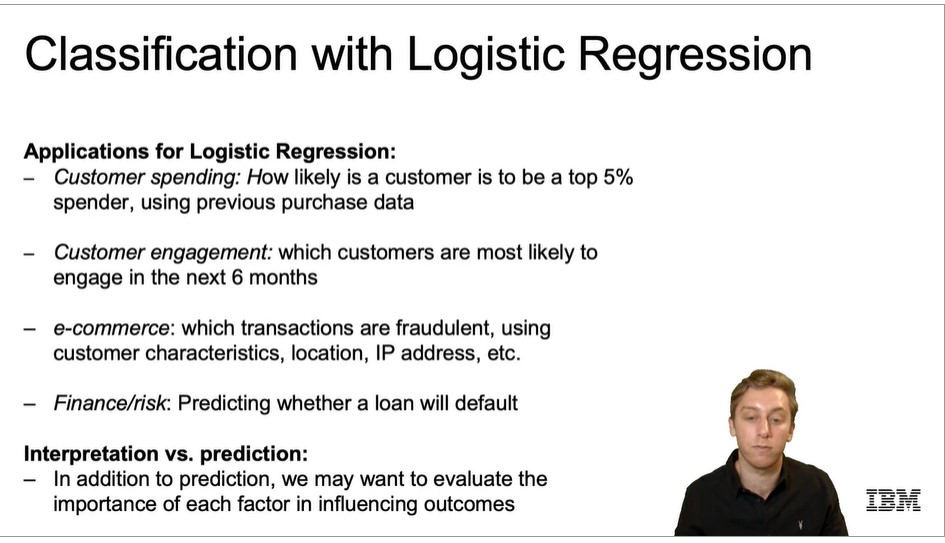 Classification with Logistic Regression
Applications for Logistic Regression:
– Customer spending: How likely is a customer is to be a top 5%
spender, using previous purchase data
– Customer engagement: which customers are most likely to
engage in the next 6 months
– e-commerce: which transactions are fraudulent, using
customer characteristics, location, IP address, etc.
– Finance/risk: Predicting whether a loan will default
Interpretation vs. prediction:
– In addition to prediction, we may want to evaluate the
importance of each factor in influencing outcomes
IBM